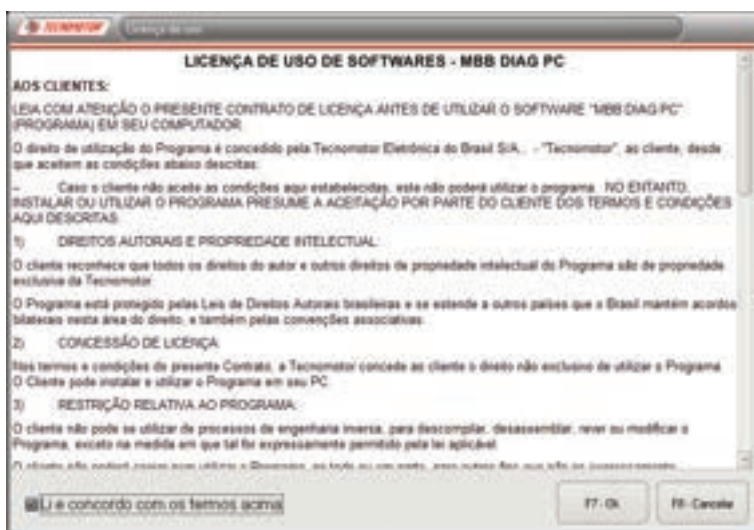 TECNOMOTOR Licença de uso
LICENÇA DE USO DE SOFTWARES - MBB DIAG PC
AOS CLIENTES:
LEIA COM ATENÇÃO O PRESENTE CONTRATO DE LICENÇA ANTES DE UTILIZAR O SOFTWARE "MBB DIAG PC"
(PROGRAMA) EM SEU COMPUTADOR.
O direito de utilização do Programa é concedido pela Tecnomotor Eletrônica do Brasil S/A., - "Tecnomotor", ao cliente, desde
que aceitem as condições abaixo descritas:
- Caso o cliente não aceite as condições aqui estabelecidas, este não poderá utilizar o programa. NO ENTANTO,
INSTALAR OU UTILIZAR O PROGRAMA PRESUME A ACEITAÇÃO POR PARTE DO CLIENTE DOS TERMOS E CONDIÇÕES
AQUI DESCRITAS.
1) DIREITOS AUTORAIS E PROPRIEDADE INTELECTUAL:
O cliente reconhece que todos os direitos do autor e outros direitos de propriedade intelectual do Programa são de propriedade
exclusiva da Tecnomotor.
O Programa está protegido pelas Leis de Direitos Autorais brasileiras e se estende a outros países que o Brasil mantém acordos
bilaterais nesta área do direito, e também pelas convenções associativas.
2) CONCESSÃO DE LICENÇA
Nos termos e condições do presente Contrato, a Tecnomotor concede ao cliente o direito não exclusivo de utilizar o Programa.
O Cliente pode instalar e utilizar o Programa em seu PC.
3) RESTRIÇÃO RELATIVA AO PROGRAMA:
O cliente não pode se utilizar de processos de engenharia inversa, para descompilar, desassemblar, rever ou modificar o
Programa, exceto na medida em que tal for expressamente permitido pela lei aplicável.
O cliente não poderá
Li e concordo com os termos acima
F7 - Ok
F8 - Cancelar